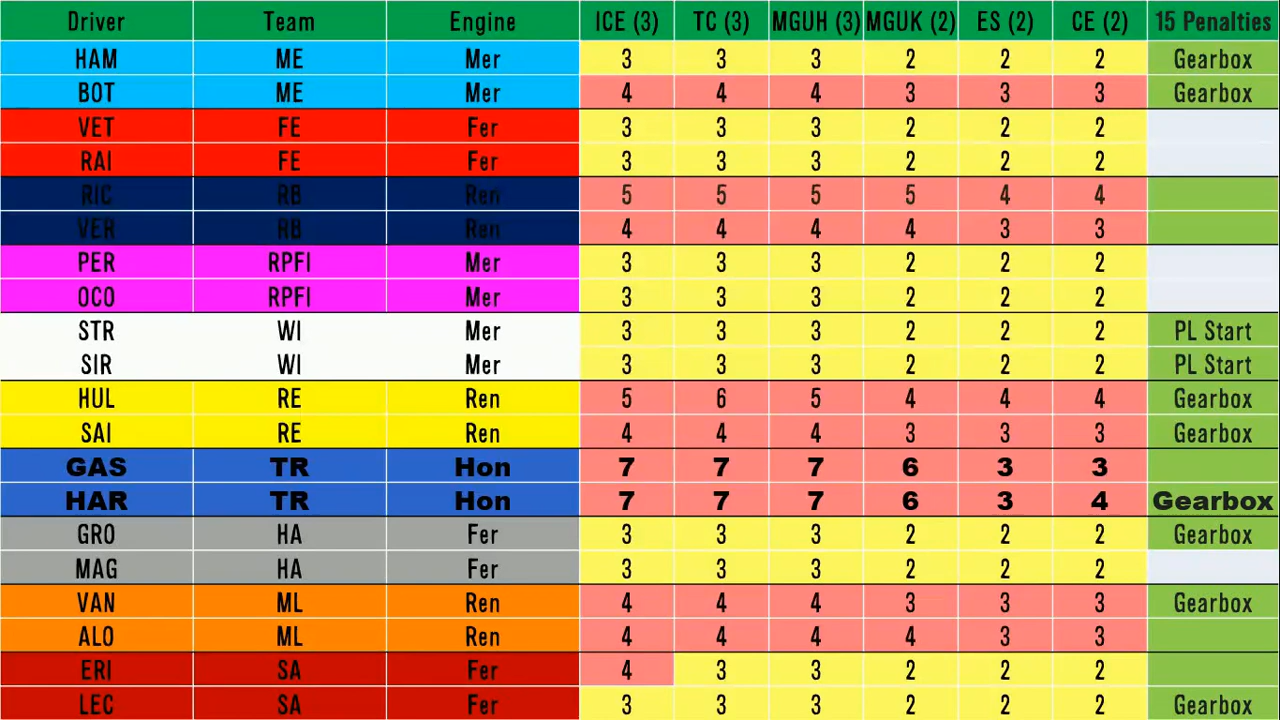 Driver Team Engine ICE (3) TC (3) MGUH (3) MGUK (2) ES (2) CE (2) 15 Penalties
HAM ME Mer 3 3 3 2 2 2 Gearbox
BOT ME Mer 4 4 4 3 3 3 Gearbox
VET FE Fer 3 3 3 2 2 2
RAI FE Fer 3 3 3 2 2 2
RIC RB Ren 5 5 5 5 4 4
VER RB Ren 4 4 4 4 3 3
PER RPFI Mer 3 3 3 2 2 2
OCO RPFI Mer 3 3 3 2 2 2
STR WI Mer 3 3 3 2 2 2 PL Start
SIR WI Mer 3 3 3 2 2 2 PL Start
HUL RE Ren 5 6 5 4 4 4 Gearbox
SAI RE Ren 4 4 4 3 3 3 Gearbox
GAS TR Hon 7 7 7 6 3 3
HAR TR Hon 7 7 7 6 3 4 Gearbox
GRO HA Fer 3 3 3 2 2 2 Gearbox
MAG HA Fer 3 3 3 2 2 2
VAN ML Ren 4 4 4 3 3 3 Gearbox
ALO ML Ren 4 4 4 4 3 3
ERI SA Fer 4 3 3 2 2 2
LEC SA Fer 3 3 3 2 2 2 Gearbox